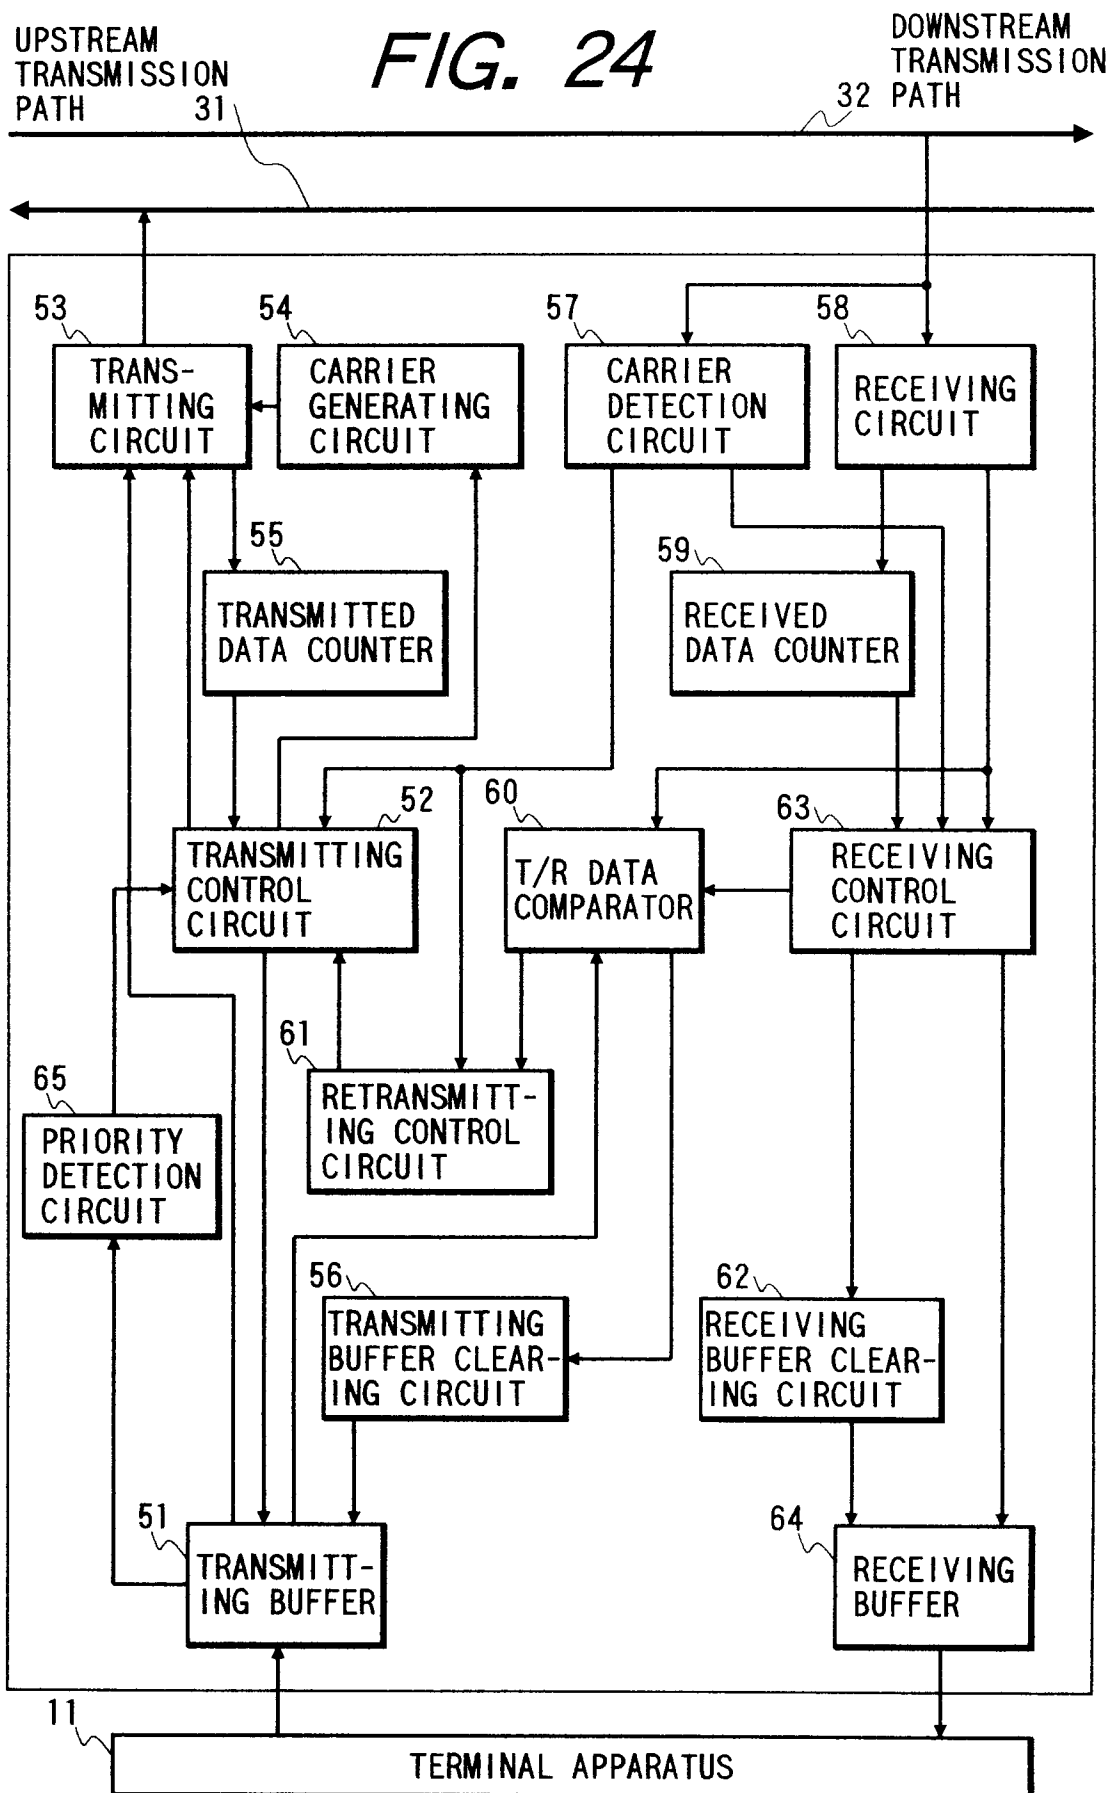 UPSTREAM
TRANSMISSION
PATH
31
FIG. 24
DOWNSTREAM
TRANSMISSION
PATH
32
53
TRANS-
MITTING
CIRCUIT
54
CARRIER
GENERATING
CIRCUIT
57
CARRIER
DETECTION
CIRCUIT
58
RECEIVING
CIRCUIT
55
TRANSMITTED
DATA COUNTER
59
RECEIVED
DATA COUNTER
52
TRANSMITTING
CONTROL
CIRCUIT
60
T/R DATA
COMPARATOR
63
RECEIVING
CONTROL
CIRCUIT
61
RETRANSMITT-
ING CONTROL
CIRCUIT
65
PRIORITY
DETECTION
CIRCUIT
56
TRANSMITTING
BUFFER CLEAR-
ING CIRCUIT
62
RECEIVING
BUFFER CLEAR-
ING CIRCUIT
51
TRANSMITT-
ING BUFFER
64
RECEIVING
BUFFER
11
TERMINAL APPARATUS